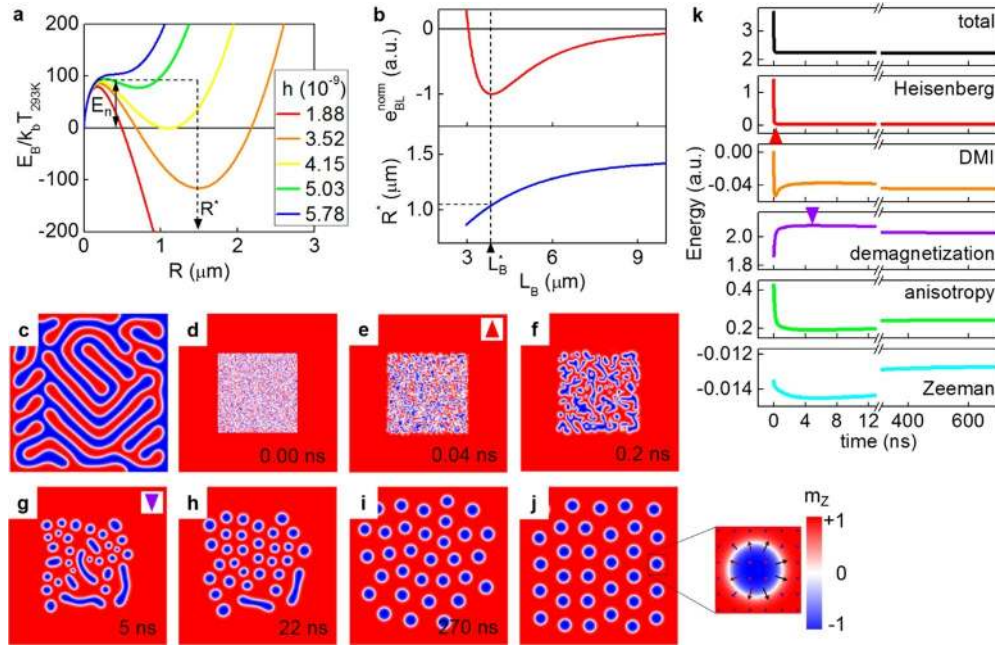 a
200
100
0
-100
-200
E_B/k_bT_293K
E_n
R*
h (10^-9)
1.88
3.52
4.15
5.03
5.78
0 1 2 3
R (μm)
b
e_BL^norm (a.u.)
0
-1
R* (μm)
1.5
1.0
3 L_B* 6 9
L_B (μm)
k
Energy (a.u.)
total
3
2
Heisenberg
1
0
DMI
0.00
-0.04
demagnetization
2.1
1.8
anisotropy
0.4
0.2
Zeeman
-0.012
-0.014
0 4 8 12 400 600
time (ns)
c
d
0.00 ns
e
0.04 ns
f
0.2 ns
g
5 ns
h
22 ns
i
270 ns
j
m_Z
+1
0
-1